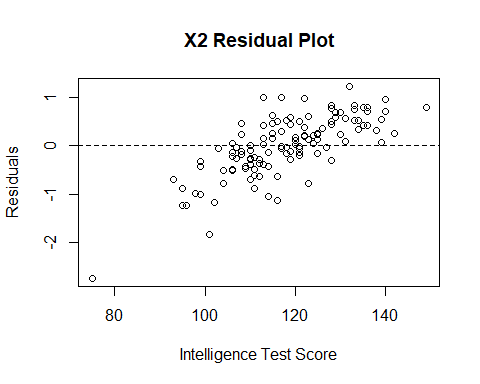 X2 Residual Plot
Residuals
1
0
-1
-2
80 100 120 140
Intelligence Test Score